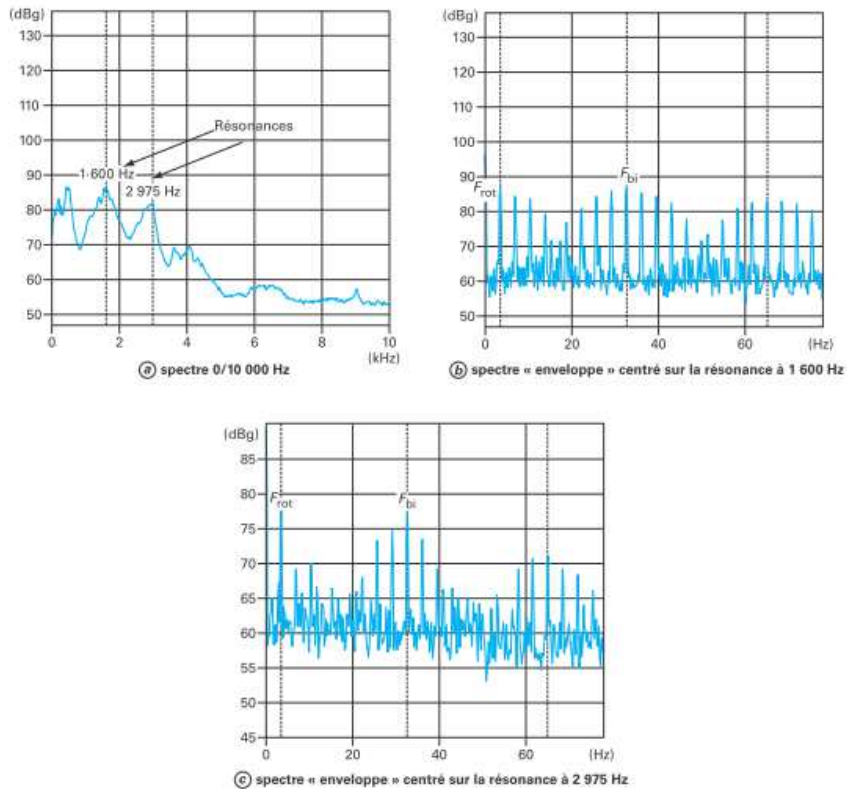 (dBg)
130
120
110
100
90
80
70
60
50
Résonances
1 600 Hz
2 975 Hz
0
2
4
6
8
10
(kHz)
a spectre 0/10 000 Hz
(dBg)
130
120
110
100
90
80
70
60
50
Frot
Fbi
0
20
40
60
(Hz)
b spectre « enveloppe » centré sur la résonance à 1 600 Hz
(dBg)
85
80
75
70
65
60
55
50
45
Frot
Fbi
0
20
40
60
(Hz)
c spectre « enveloppe » centré sur la résonance à 2 975 Hz